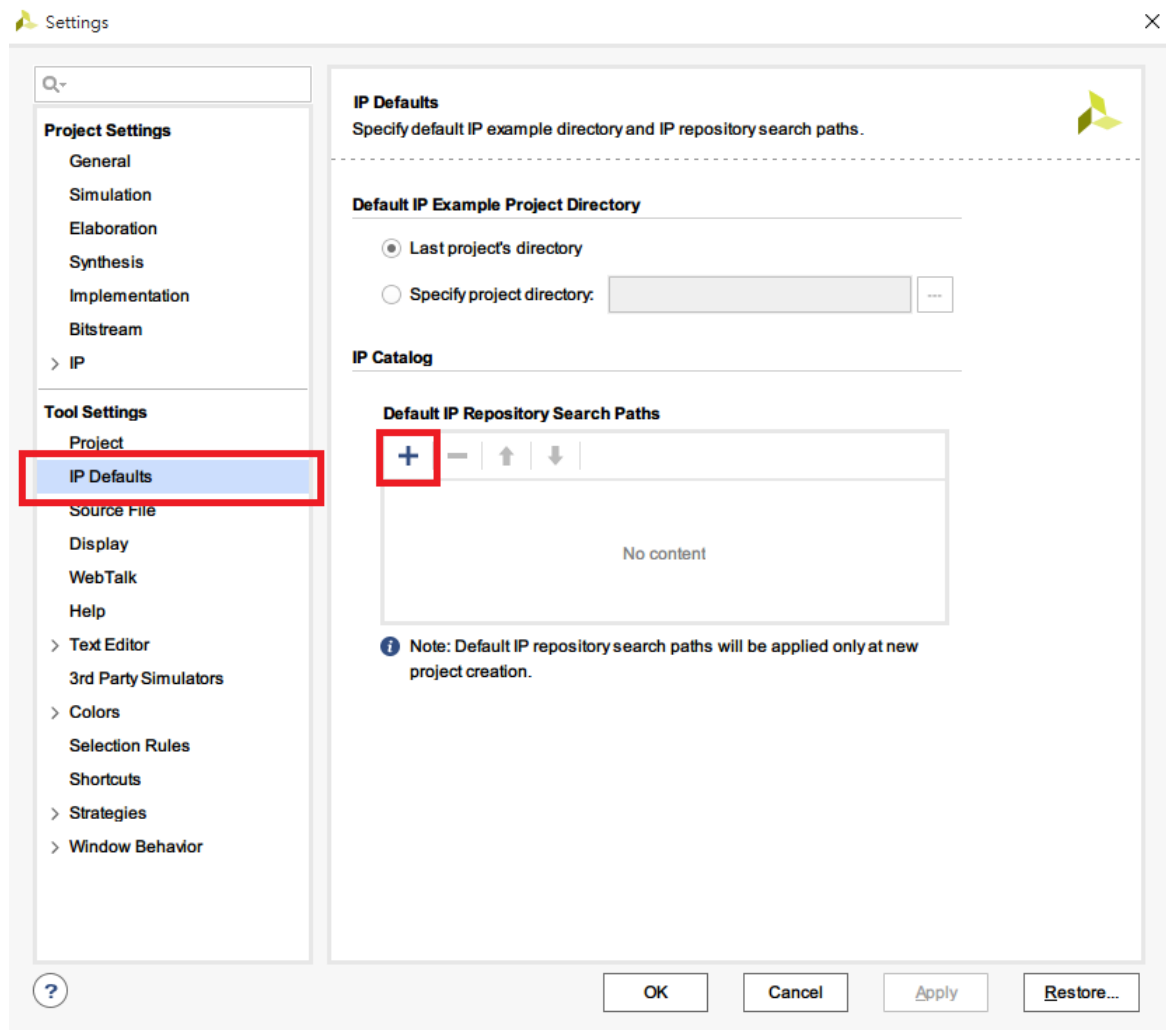 Settings
Project Settings
General
Simulation
Elaboration
Synthesis
Implementation
Bitstream
IP
Tool Settings
Project
IP Defaults
Source File
Display
WebTalk
Help
Text Editor
3rd Party Simulators
Colors
Selection Rules
Shortcuts
Strategies
Window Behavior
IP Defaults
Specify default IP example directory and IP repository search paths.
Default IP Example Project Directory
Last project's directory
Specify project directory:
...
IP Catalog
Default IP Repository Search Paths
No content
Note: Default IP repository search paths will be applied only at new
project creation.
?
OK
Cancel
Apply
Restore...